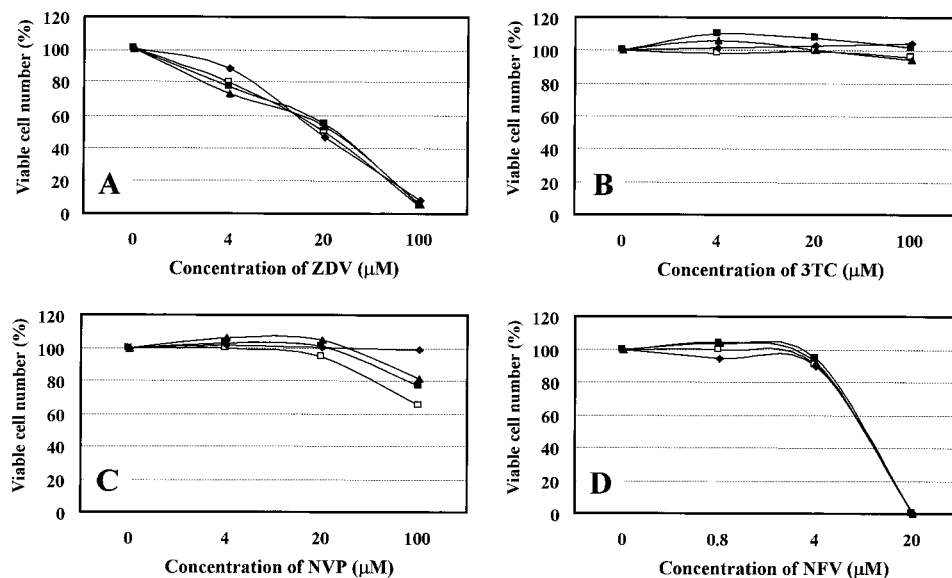 120
100
80
60
40
20
0
Viable cell number (%)
A
0 4 20 100
Concentration of ZDV (µM)
120
100
80
60
40
20
0
Viable cell number (%)
B
0 4 20 100
Concentration of 3TC (µM)
120
100
80
60
40
20
0
Viable cell number (%)
C
0 4 20 100
Concentration of NVP (µM)
120
100
80
60
40
20
0
Viable cell number (%)
D
0 0.8 4 20
Concentration of NFV (µM)